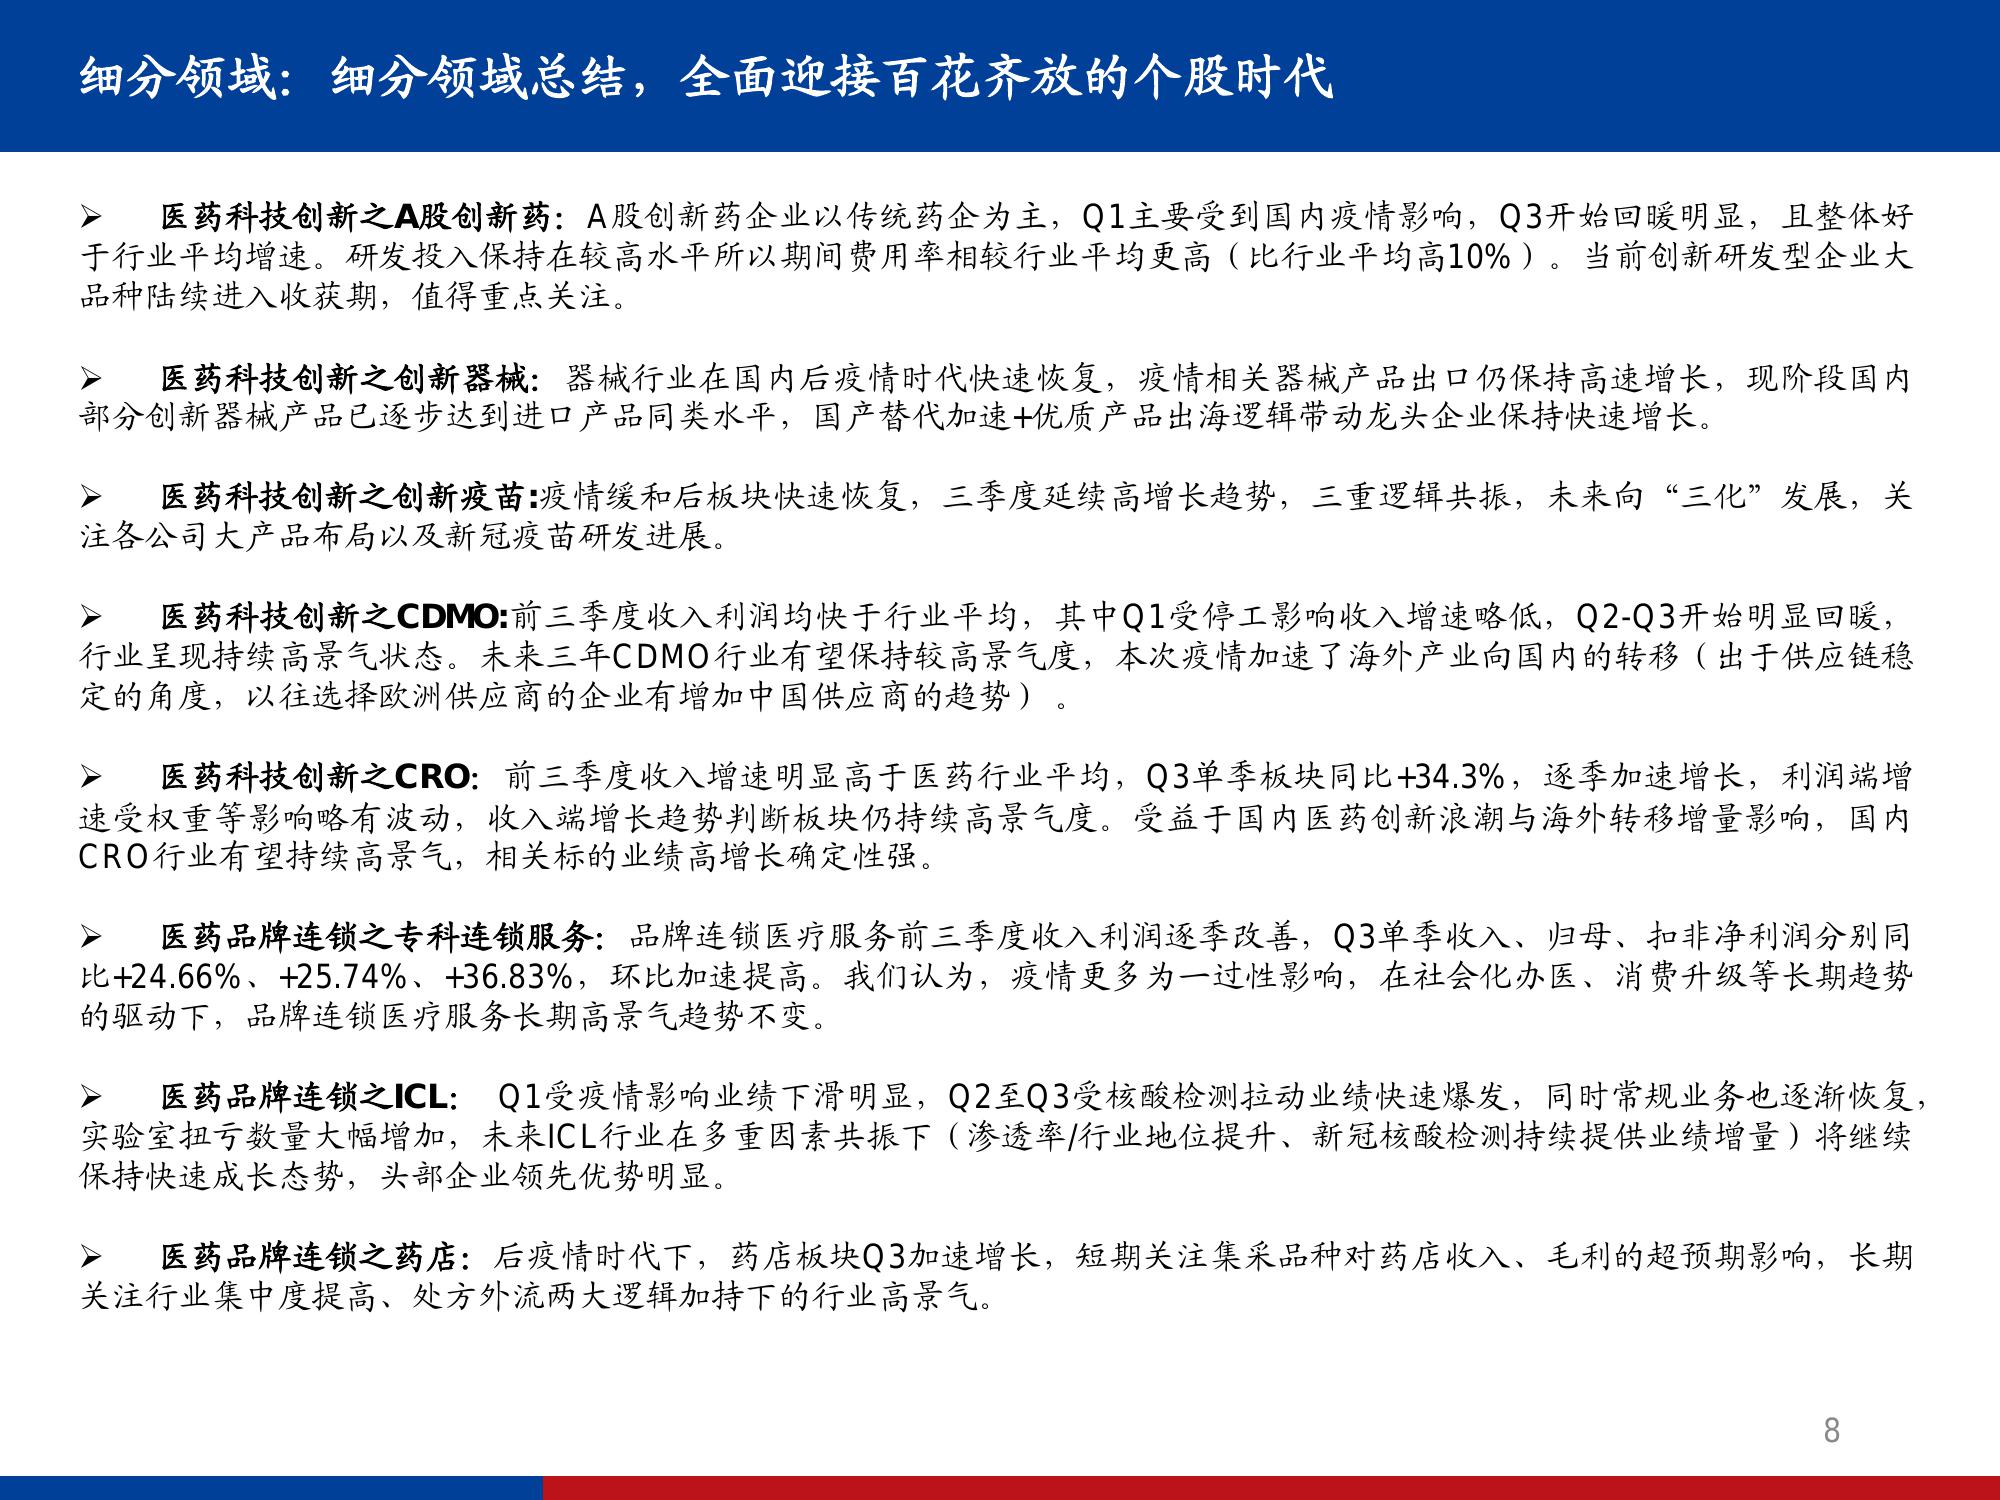 细分领域：细分领域总结，全面迎接百花齐放的个股时代
➢ 医药科技创新之A股创新药：A股创新药企业以传统药企为主，Q1主要受到国内疫情影响，Q3开始回暖明显，且整体好
于行业平均增速。研发投入保持在较高水平所以期间费用率相较行业平均更高（比行业平均高10%）。当前创新研发型企业大
品种陆续进入收获期，值得重点关注。
➢ 医药科技创新之创新器械：器械行业在国内后疫情时代快速恢复，疫情相关器械产品出口仍保持高速增长，现阶段国内
部分创新器械产品已逐步达到进口产品同类水平，国产替代加速+优质产品出海逻辑带动龙头企业保持快速增长。
➢ 医药科技创新之创新疫苗:疫情缓和后板块快速恢复，三季度延续高增长趋势，三重逻辑共振，未来向“三化”发展，关
注各公司大产品布局以及新冠疫苗研发进展。
➢ 医药科技创新之CDMO:前三季度收入利润均快于行业平均，其中Q1受停工影响收入增速略低，Q2-Q3开始明显回暖，
行业呈现持续高景气状态。未来三年CDMO行业有望保持较高景气度，本次疫情加速了海外产业向国内的转移（出于供应链稳
定的角度，以往选择欧洲供应商的企业有增加中国供应商的趋势）。
➢ 医药科技创新之CRO：前三季度收入增速明显高于医药行业平均，Q3单季板块同比+34.3%，逐季加速增长，利润端增
速受权重等影响略有波动，收入端增长趋势判断板块仍持续高景气度。受益于国内医药创新浪潮与海外转移增量影响，国内
CRO行业有望持续高景气，相关标的业绩高增长确定性强。
➢ 医药品牌连锁之专科连锁服务：品牌连锁医疗服务前三季度收入利润逐季改善，Q3单季收入、归母、扣非净利润分别同
比+24.66%、+25.74%、+36.83%，环比加速提高。我们认为，疫情更多为一过性影响，在社会化办医、消费升级等长期趋势
的驱动下，品牌连锁医疗服务长期高景气趋势不变。
➢ 医药品牌连锁之ICL： Q1受疫情影响业绩下滑明显，Q2至Q3受核酸检测拉动业绩快速爆发，同时常规业务也逐渐恢复，
实验室扭亏数量大幅增加，未来ICL行业在多重因素共振下（渗透率/行业地位提升、新冠核酸检测持续提供业绩增量）将继续
保持快速成长态势，头部企业领先优势明显。
➢ 医药品牌连锁之药店：后疫情时代下，药店板块Q3加速增长，短期关注集采品种对药店收入、毛利的超预期影响，长期
关注行业集中度提高、处方外流两大逻辑加持下的行业高景气。
8